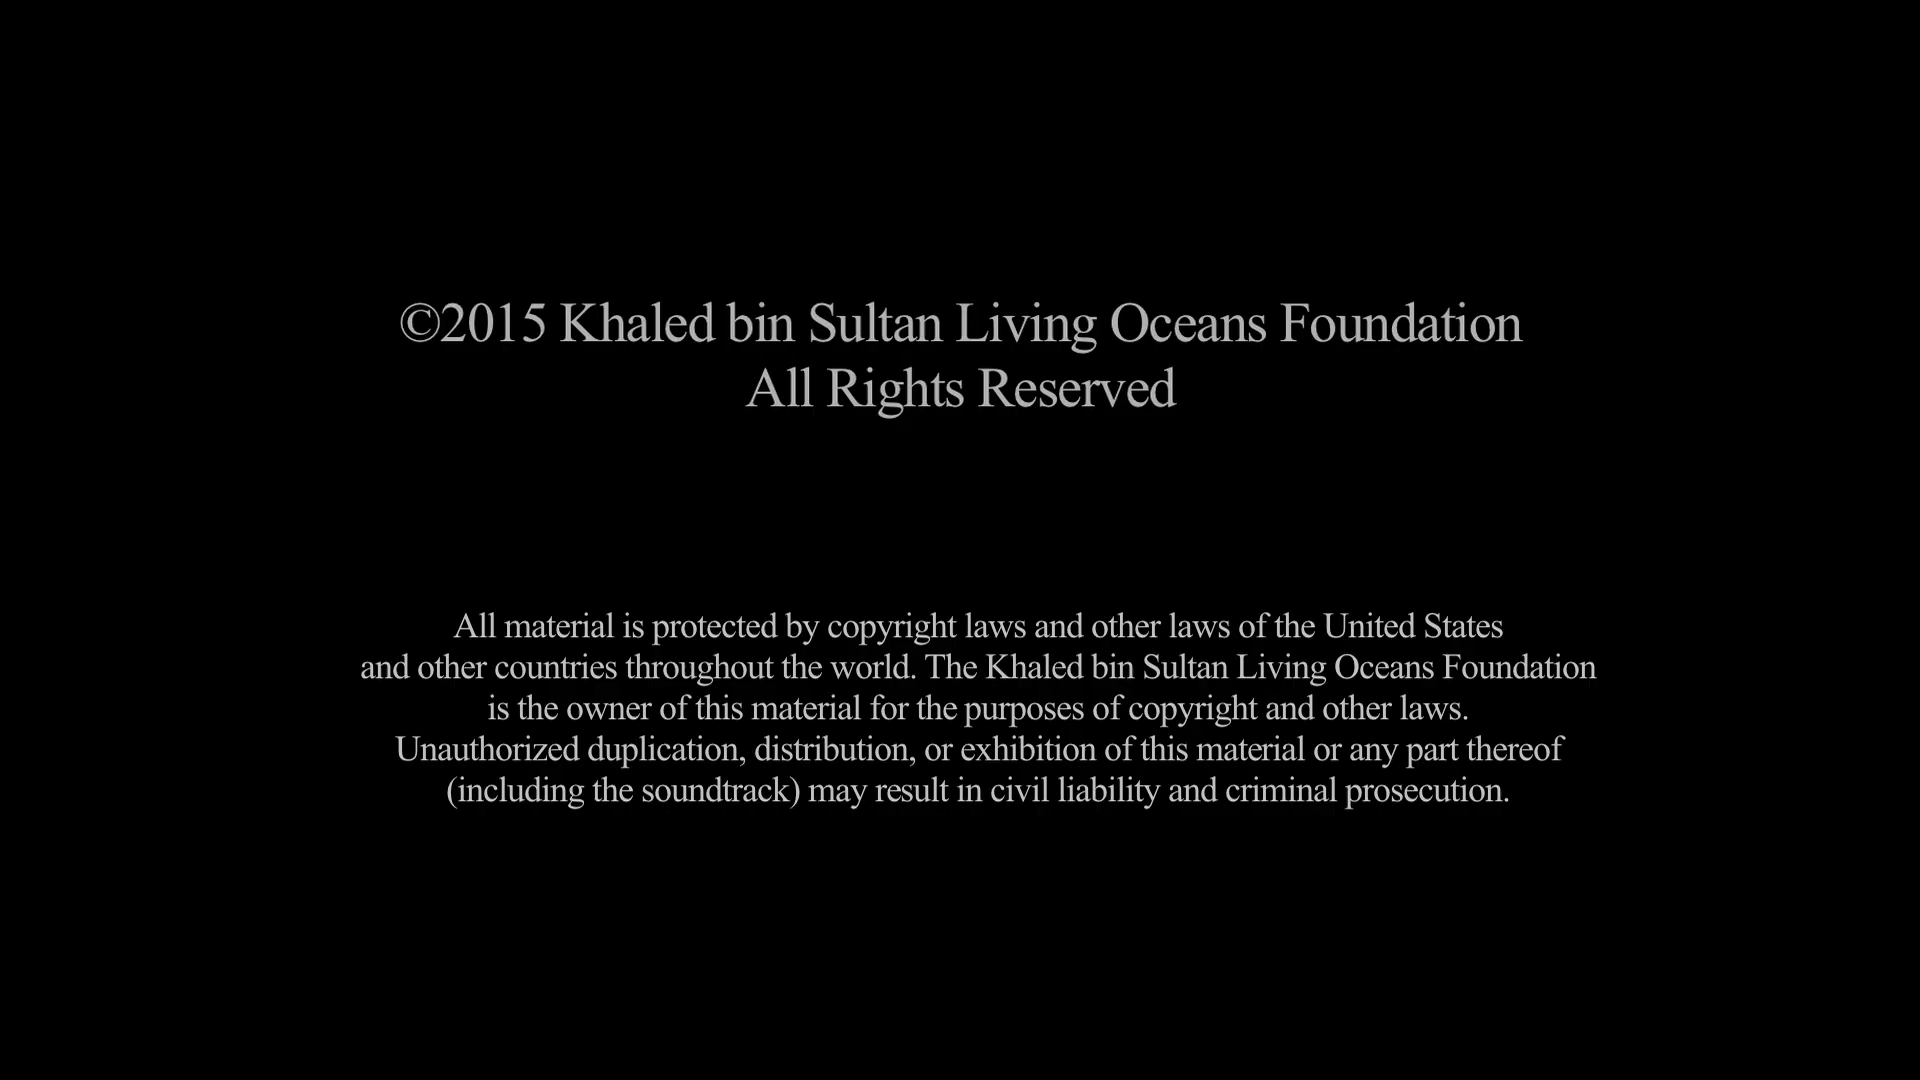 ©2015 Khaled bin Sultan Living Oceans Foundation
All Rights Reserved
All material is protected by copyright laws and other laws of the United States
and other countries throughout the world. The Khaled bin Sultan Living Oceans Foundation
is the owner of this material for the purposes of copyright and other laws.
Unauthorized duplication, distribution, or exhibition of this material or any part thereof
(including the soundtrack) may result in civil liability and criminal prosecution.